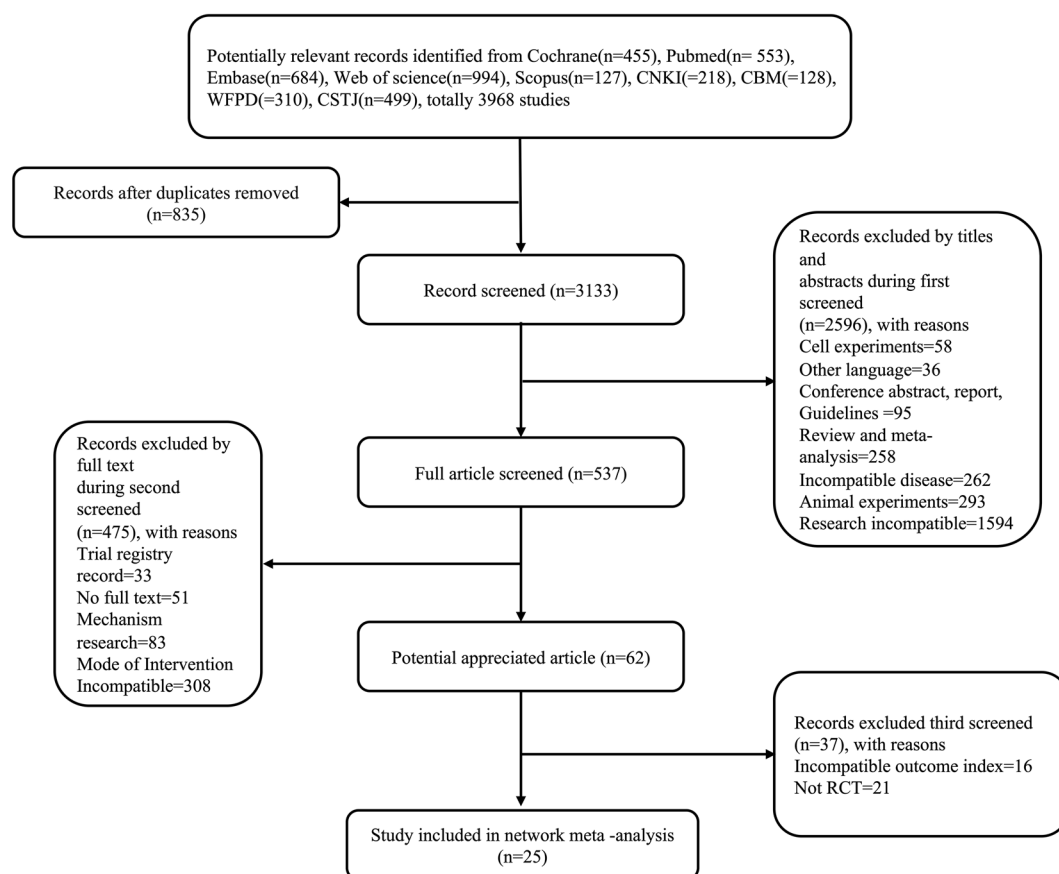 Potentially relevant records identified from Cochrane(n=455), Pubmed(n= 553),
Embase(n=684), Web of science(n=994), Scopus(n=127), CNKI(=218), CBM(=128),
WFPD(=310), CSTJ(n=499), totally 3968 studies
Records after duplicates removed
(n=835)
Record screened (n=3133)
Records excluded by titles
and
abstracts during first
screened
(n=2596), with reasons
Cell experiments=58
Other language=36
Conference abstract, report,
Guidelines =95
Review and meta-
analysis=258
Incompatible disease=262
Animal experiments=293
Research incompatible=1594
Full article screened (n=537)
Records excluded by
full text
during second
screened
(n=475), with reasons
Trial registry
record=33
No full text=51
Mechanism
research=83
Mode of Intervention
Incompatible=308
Potential appreciated article (n=62)
Records excluded third screened
(n=37), with reasons
Incompatible outcome index=16
Not RCT=21
Study included in network meta -analysis
(n=25)